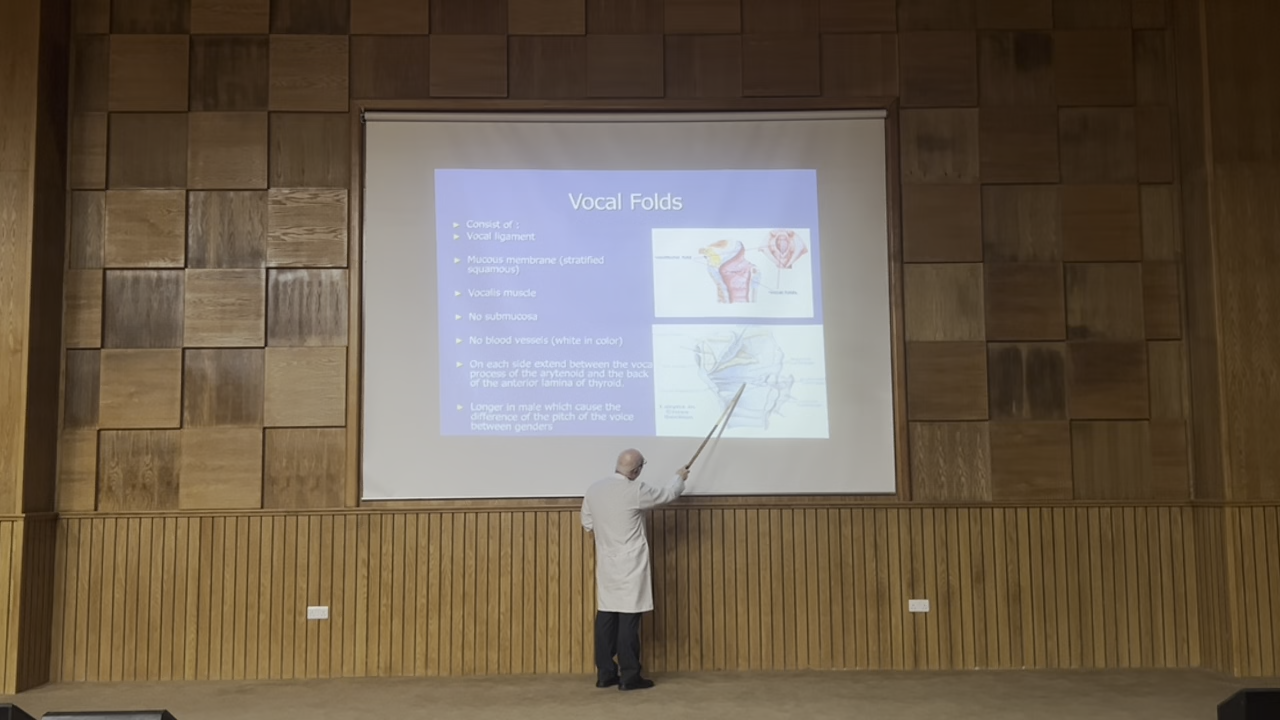 Vocal Folds
Consist of :
Vocal ligament
Mucous membrane (stratified
squamous)
Vocalis muscle
No submucosa
No blood vessels (white in color)
On each side extend between the voca
process of the arytenoid and the back
of the anterior lamina of thyroid.
Longer in male which cause the
difference of the pitch of the voice
between genders